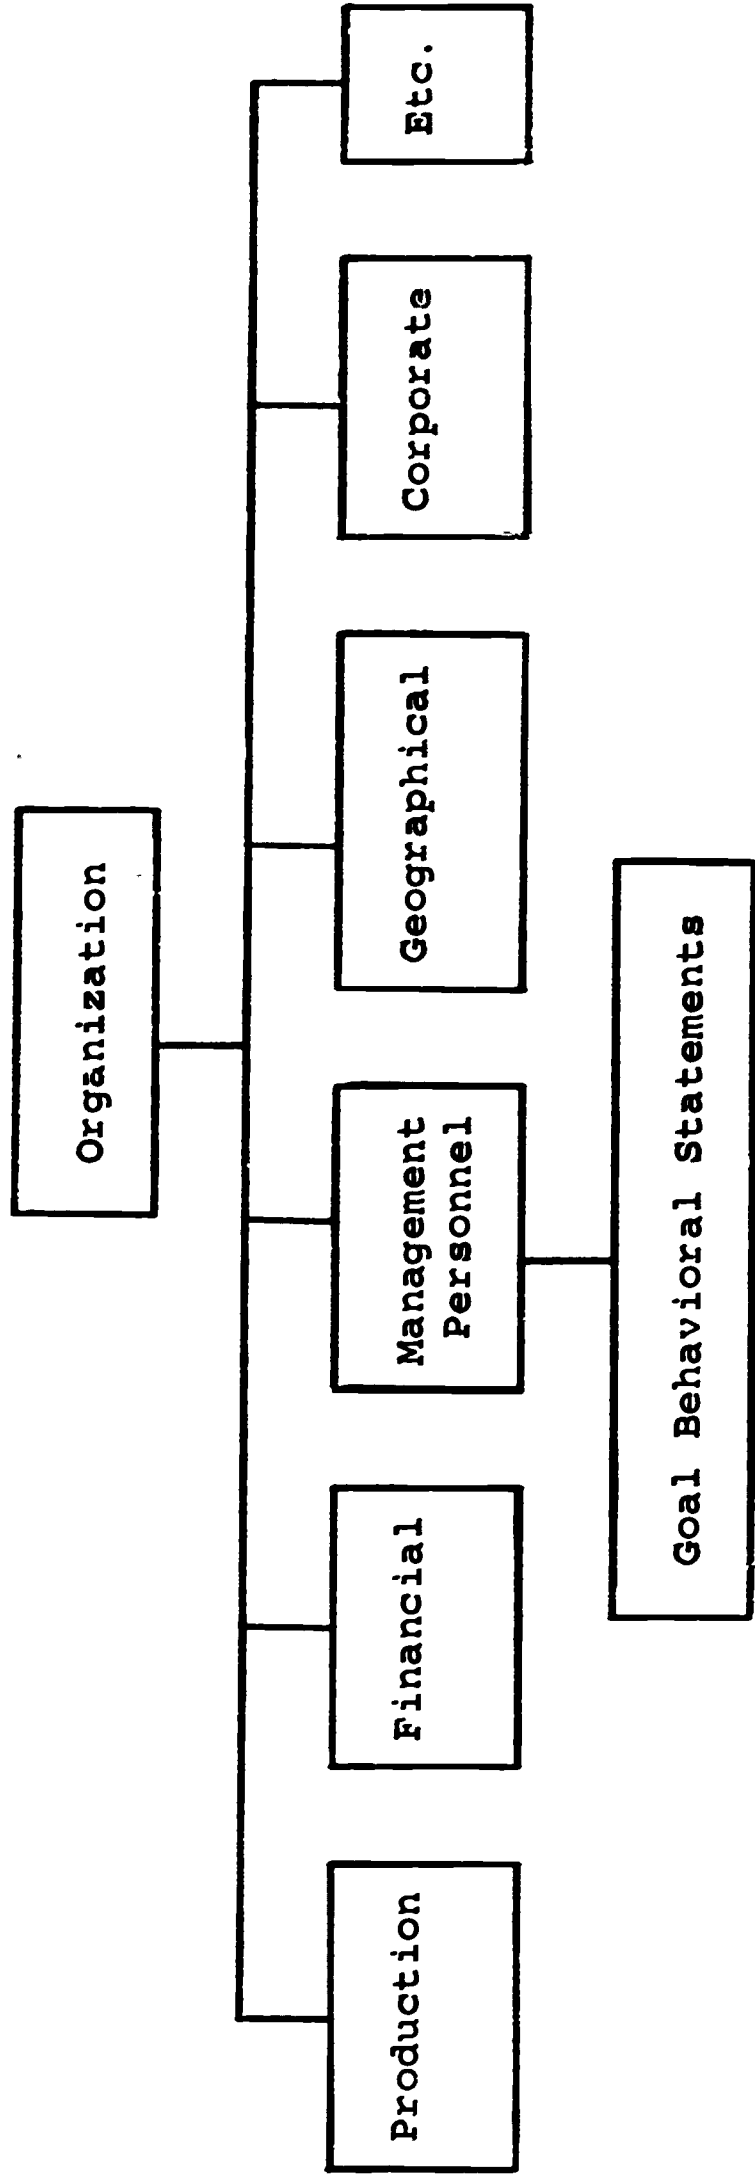 Organization
Production
Financial
Management
Personnel
Geographical
Corporate
Etc.
Goal Behavioral Statements